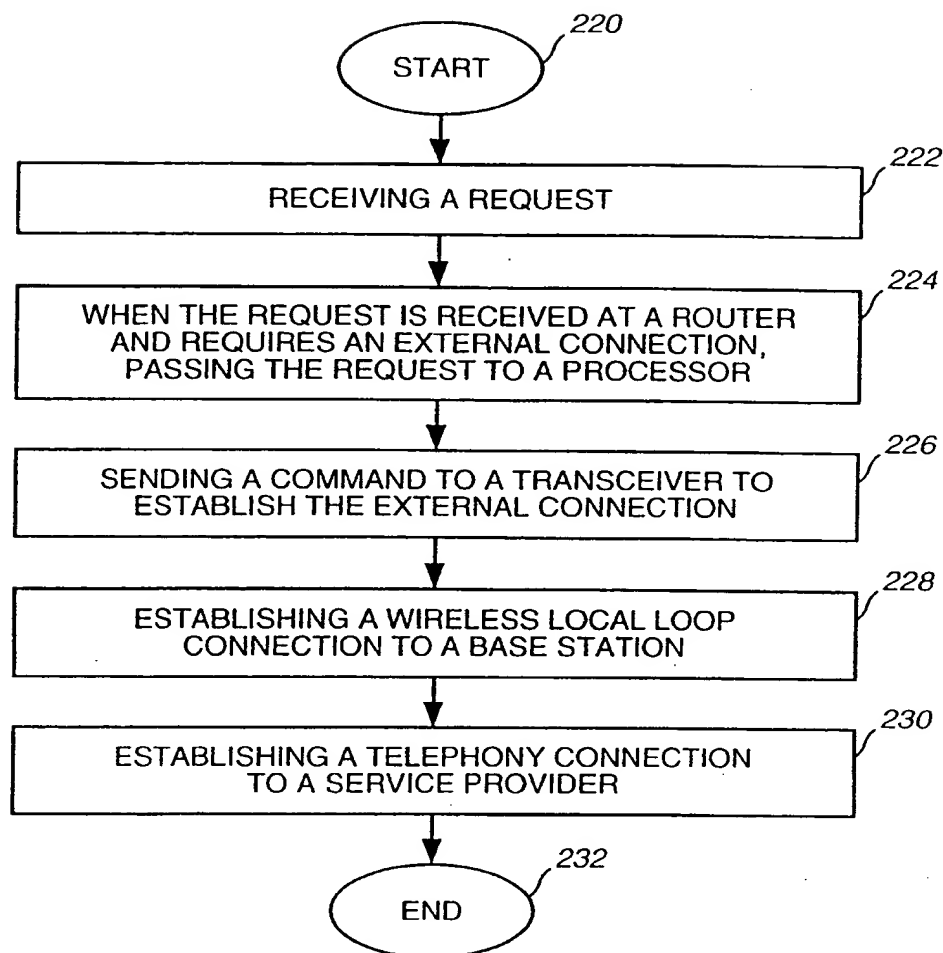 220
START
222
RECEIVING A REQUEST
224
WHEN THE REQUEST IS RECEIVED AT A ROUTER
AND REQUIRES AN EXTERNAL CONNECTION,
PASSING THE REQUEST TO A PROCESSOR
226
SENDING A COMMAND TO A TRANSCEIVER TO
ESTABLISH THE EXTERNAL CONNECTION
228
ESTABLISHING A WIRELESS LOCAL LOOP
CONNECTION TO A BASE STATION
230
ESTABLISHING A TELEPHONY CONNECTION
TO A SERVICE PROVIDER
232
END